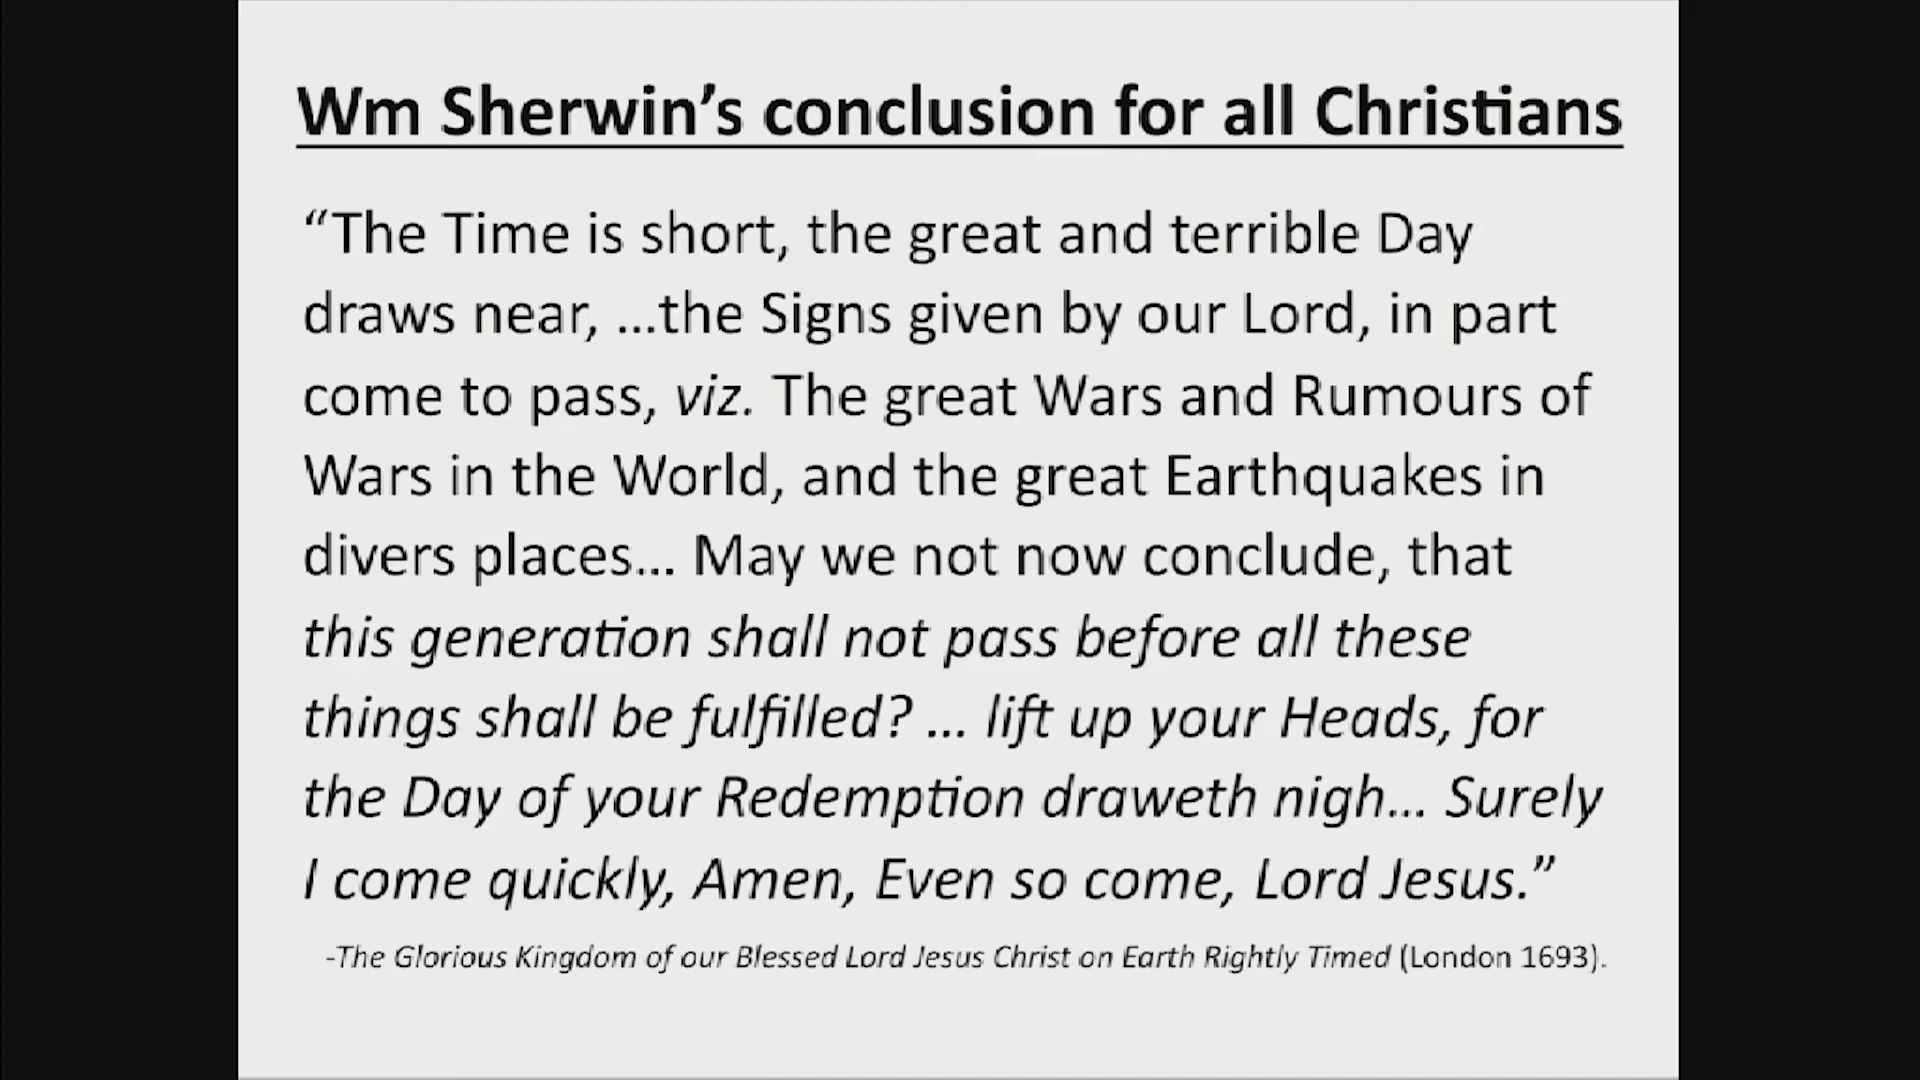 Wm Sherwin’s conclusion for all Christians
“The Time is short, the great and terrible Day
draws near, ...the Signs given by our Lord, in part
come to pass, viz. The great Wars and Rumours of
Wars in the World, and the great Earthquakes in
divers places... May we not now conclude, that
this generation shall not pass before all these
things shall be fulfilled? ... lift up your Heads, for
the Day of your Redemption draweth nigh... Surely
I come quickly, Amen, Even so come, Lord Jesus.”
-The Glorious Kingdom of our Blessed Lord Jesus Christ on Earth Rightly Timed (London 1693).